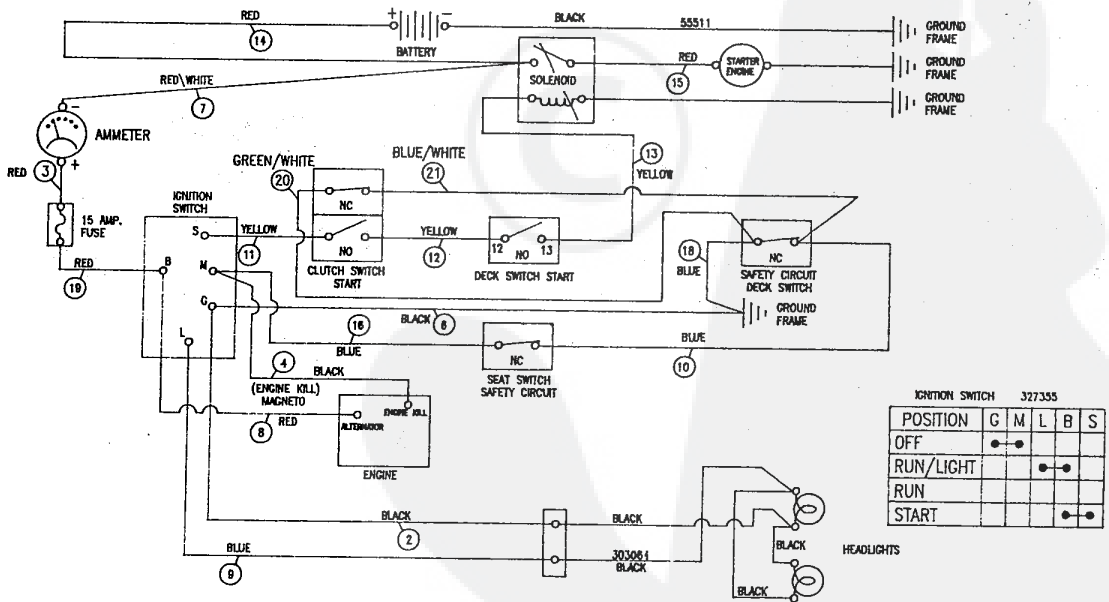 RED
14
+
−
BATTERY
BLACK
55511
GROUND
FRAME
RED\WHITE
7
SOLENOID
RED
15
STARTER
ENGINE
GROUND
FRAME
GROUND
FRAME
−
AMMETER
+
RED
3
15 AMP.
FUSE
RED
19
GREEN/WHITE
20
BLUE/WHITE
21
13
YELLOW
IGNITION
SWITCH
S
B
M
G
L
YELLOW
11
NC
NO
CLUTCH SWITCH
START
YELLOW
12
12
13
NO
DECK SWITCH START
18
BLUE
NC
SAFETY CIRCUIT
DECK SWITCH
GROUND
FRAME
BLACK
6
16
BLUE
NC
SEAT SWITCH
SAFETY CIRCUIT
BLUE
10
4
BLACK
(ENGINE KILL)
MAGNETO
8
RED
ENGINE KILL
ALTERNATOR
ENGINE
IGNITION SWITCH 327355
POSITION G M L B S
OFF
RUN/LIGHT
RUN
START
BLACK
2
BLACK
BLUE
9
303061
BLACK
BLACK
BLACK
HEADLIGHTS